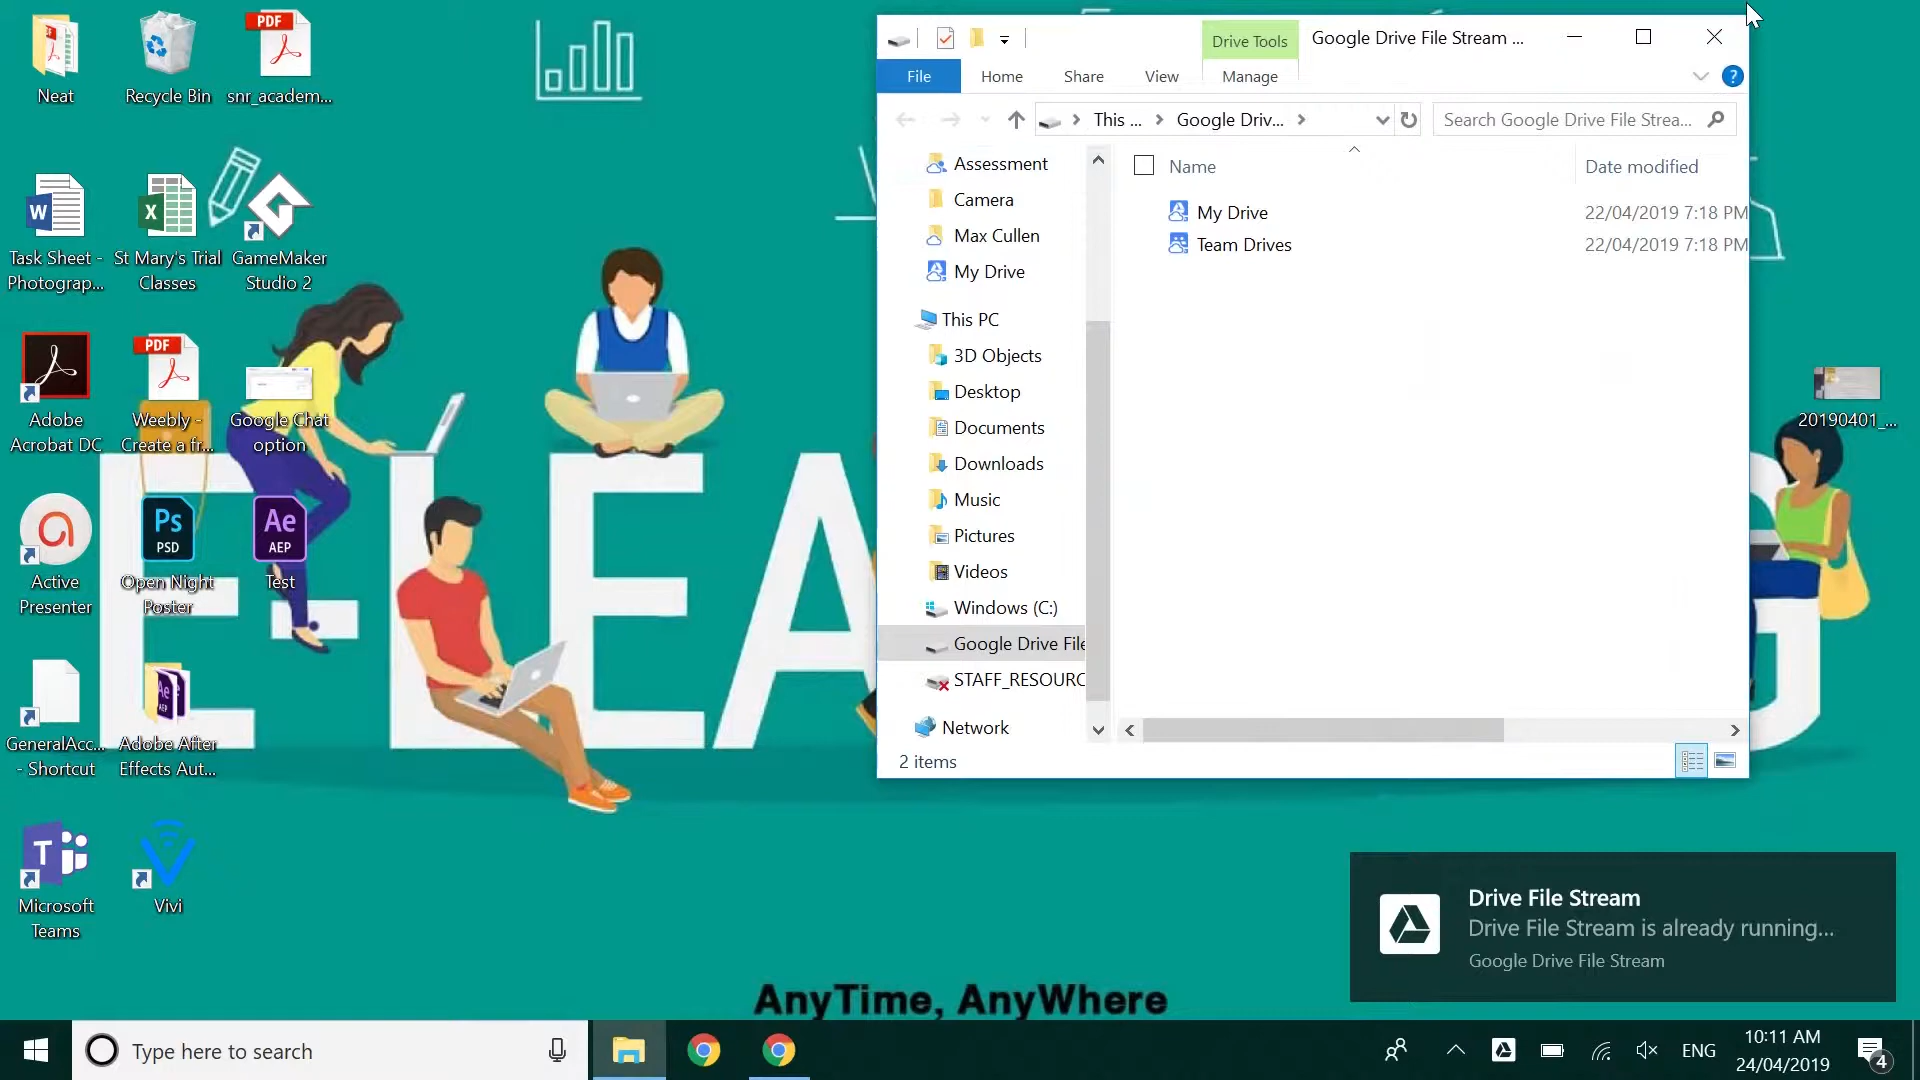 Neat
Recycle Bin
snr_academ...
Task Sheet -
Photograp...
St Mary's Trial
Classes
GameMaker
Studio 2
Adobe
Acrobat DC
PDF
Weebly -
Create a fr...
Google Chat
option
Active
Presenter
Ps
PSD
Open Night
Poster
Ae
AEP
Test
GeneralAcc...
- Shortcut
Adobe After
Effects Aut...
Microsoft
Teams
Vivi
20190401_...
E-LEA
G
AnyTime, AnyWhere
Drive Tools
Google Drive File Stream ...
File
Home
Share
View
Manage
This ...
Google Driv...
Search Google Drive File Strea...
Assessment
Camera
Max Cullen
My Drive
This PC
3D Objects
Desktop
Documents
Downloads
Music
Pictures
Videos
Windows (C:)
Google Drive File
STAFF_RESOURC
Network
Name
Date modified
My Drive
22/04/2019 7:18 PM
Team Drives
22/04/2019 7:18 PM
2 items
Drive File Stream
Drive File Stream is already running...
Google Drive File Stream
Type here to search
ENG
10:11 AM
24/04/2019
4